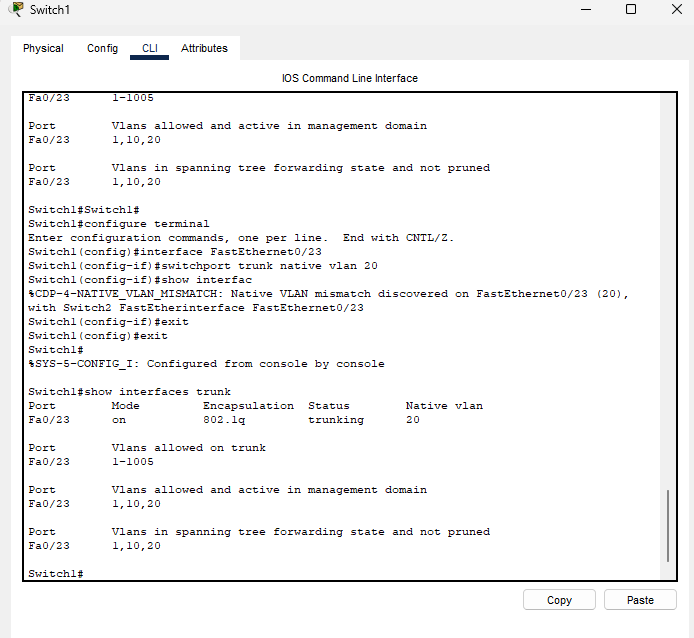 Switch1
Physical Config CLI Attributes
IOS Command Line Interface
Fa0/23 1-1005
Port Vlans allowed and active in management domain
Fa0/23 1,10,20
Port Vlans in spanning tree forwarding state and not pruned
Fa0/23 1,10,20
Switch1#Switch1#
Switch1#configure terminal
Enter configuration commands, one per line. End with CNTL/Z.
Switch1(config)#interface FastEthernet0/23
Switch1(config-if)#switchport trunk native vlan 20
Switch1(config-if)#show interfac
%CDP-4-NATIVE_VLAN_MISMATCH: Native VLAN mismatch discovered on FastEthernet0/23 (20),
with Switch2 FastEtherinterface FastEthernet0/23
Switch1(config-if)#exit
Switch1(config)#exit
Switch1#
%SYS-5-CONFIG_I: Configured from console by console
Switch1#show interfaces trunk
Port Mode Encapsulation Status Native vlan
Fa0/23 on 802.1q trunking 20
Port Vlans allowed on trunk
Fa0/23 1-1005
Port Vlans allowed and active in management domain
Fa0/23 1,10,20
Port Vlans in spanning tree forwarding state and not pruned
Fa0/23 1,10,20
Switch1#
Copy Paste